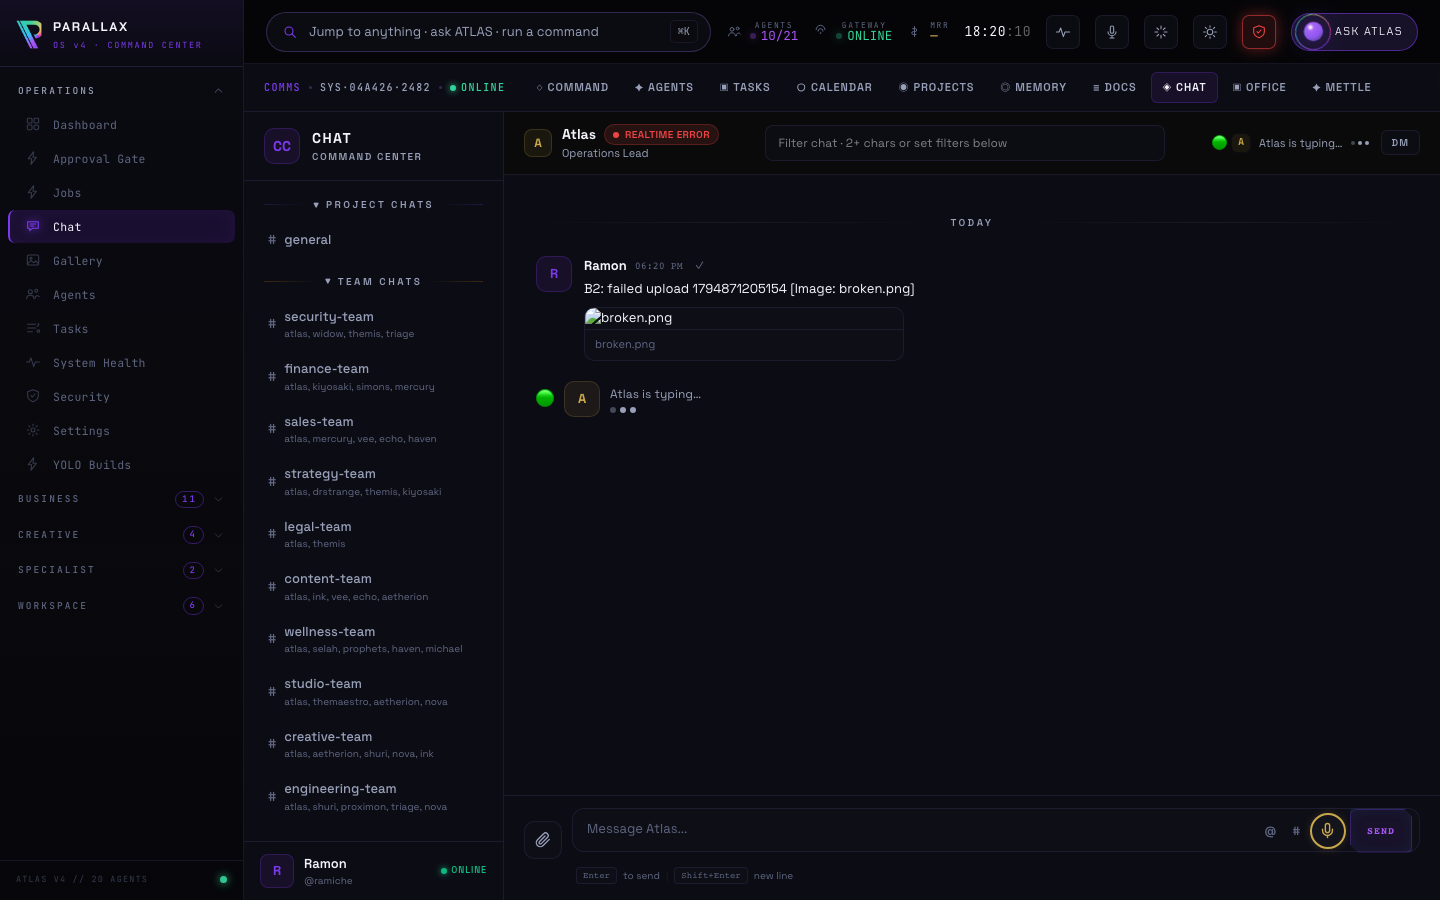 PARALLAX
OS v4 · COMMAND CENTER
Jump to anything · ask ATLAS · run a command
⌘K
AGENTS
10/21
GATEWAY
ONLINE
MRR
—
18:20:10
ASK ATLAS
OPERATIONS
Dashboard
Approval Gate
Jobs
Chat
Gallery
Agents
Tasks
System Health
Security
Settings
YOLO Builds
BUSINESS 11
CREATIVE 4
SPECIALIST 2
WORKSPACE 6
ATLAS V4 // 20 AGENTS
COMMS · SYS·04A426·2482 · ONLINE
COMMAND
AGENTS
TASKS
CALENDAR
PROJECTS
MEMORY
DOCS
CHAT
OFFICE
METTLE
CC
CHAT
COMMAND CENTER
▾ PROJECT CHATS
# general
▾ TEAM CHATS
# security-team
atlas, widow, themis, triage
# finance-team
atlas, kiyosaki, simons, mercury
# sales-team
atlas, mercury, vee, echo, haven
# strategy-team
atlas, drstrange, themis, kiyosaki
# legal-team
atlas, themis
# content-team
atlas, ink, vee, echo, aetherion
# wellness-team
atlas, selah, prophets, haven, michael
# studio-team
atlas, themaestro, aetherion, nova
# creative-team
atlas, aetherion, shuri, nova, ink
# engineering-team
atlas, shuri, proximon, triage, nova
R
Ramon
@ramiche
ONLINE
A
Atlas
REALTIME ERROR
Operations Lead
Filter chat · 2+ chars or set filters below
A
Atlas is typing...
DM
TODAY
R
Ramon 06:20 PM ✓
B2: failed upload 1794871205154 [Image: broken.png]
broken.png
broken.png
A
Atlas is typing...
Message Atlas...
@ #
SEND
Enter to send Shift+Enter new line